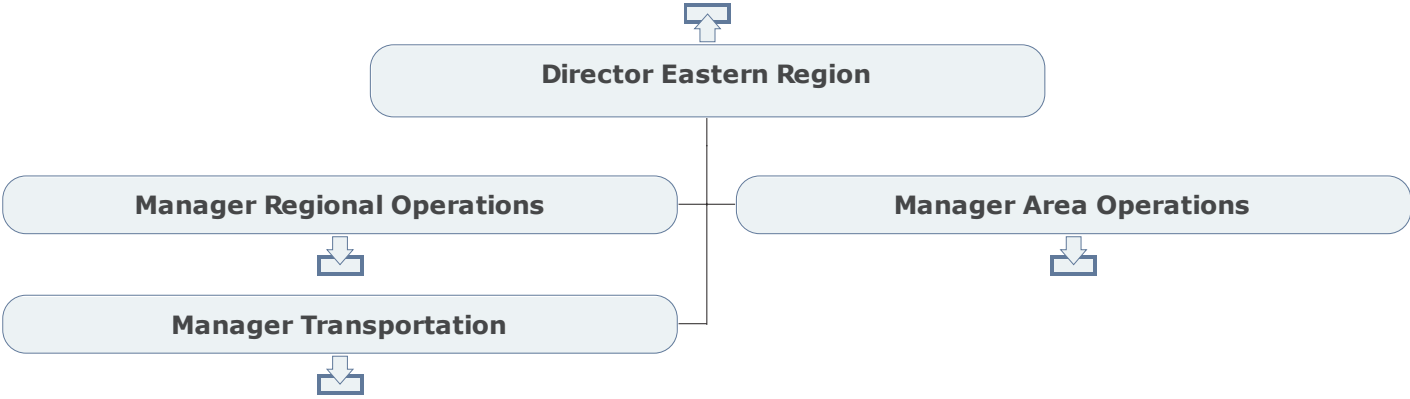 Director Eastern Region
Manager Regional Operations
Manager Area Operations
Manager Transportation